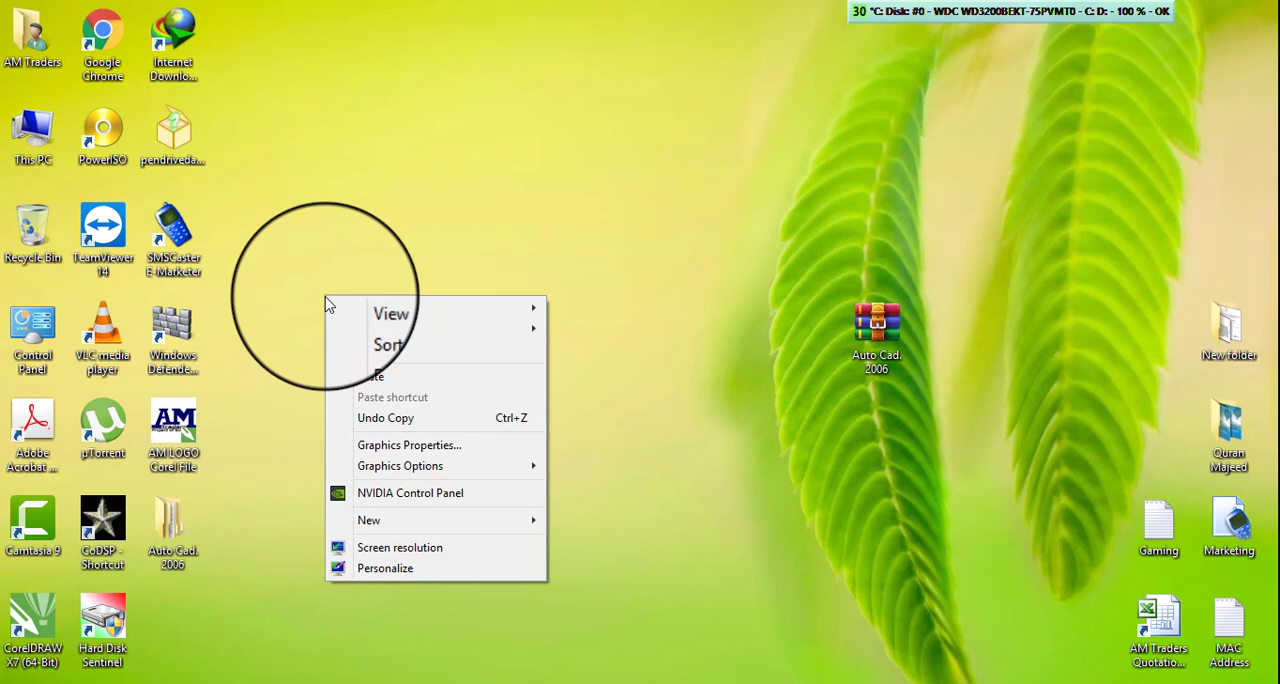 30 °C: Disk: #0 - WDC WD3200BEKT-75PVMT0 - C: D: - 100 % - OK
AM Traders
Google
Chrome
Internet
Downlo...
This PC
PowerISO
pendriveda...
Recycle Bin
TeamViewer
14
SMSCaster
E-Marketer
Control
Panel
VLC media
player
Windows
Defende...
Adobe
Acrobat ...
µTorrent
AM
AM LOGO
Corel File
Camtasia 9
CoDSP -
Shortcut
Auto Cad.
2006
CorelDRAW
X7 (64-Bit)
Hard Disk
Sentinel
View
Sort
Paste shortcut
Undo Copy Ctrl+Z
Graphics Properties...
Graphics Options
NVIDIA Control Panel
New
Screen resolution
Personalize
Auto Cad.
2006
New folder
Quran
Majeed
Gaming
Marketing
AM Traders
Quotatio...
MAC
Address